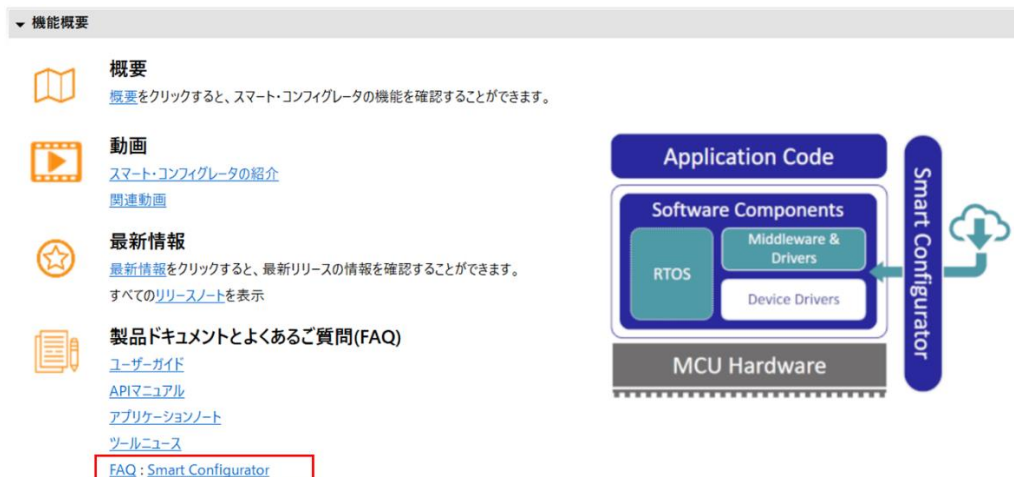 機能概要
概要
概要をクリックすると、スマート・コンフィグレータの機能を確認することができます。
動画
スマート・コンフィグレータの紹介
関連動画
最新情報
最新情報をクリックすると、最新リリースの情報を確認することができます。
すべてのリリースノートを表示
製品ドキュメントとよくあるご質問(FAQ)
ユーザーガイド
APIマニュアル
アプリケーションノート
ツールニュース
FAQ : Smart Configurator
Application Code
Software Components
RTOS
Middleware &
Drivers
Device Drivers
MCU Hardware
Smart Configurator